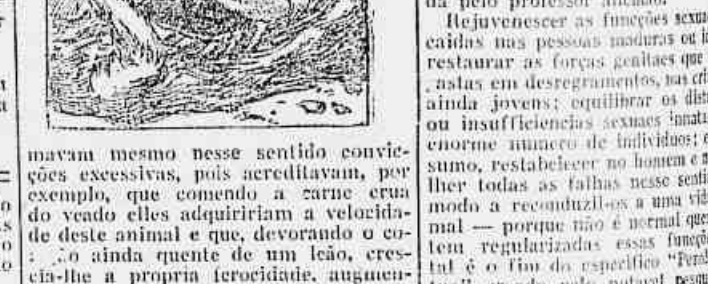 mavam mesmo nesse sentido convic-
ções excessivas, pois acreditavam, por
exemplo, que comendo a carne crua
do veado elles adquiririam a velocida-
de deste animal e que, devorando o co-
ainda quente de um leão, cres-
cia-lhe a propria ferocidade, augmen-
da pelo professor
Rejuvenescer as funcções sexua
caidas nas pessoas maduras ou
restaurar as forças genitaes que
astas em desregramentos, nas
ainda jovens; equilibrar os
ou insufficiencias sexuaes innata
enorme numero de individuos;
sumo, restabelecer no homem e
lher todas as falhas nesse
modo a reconduzil-os a uma
mal — porque não é normal
tem regularizadas essas
tal é o fim do especifico